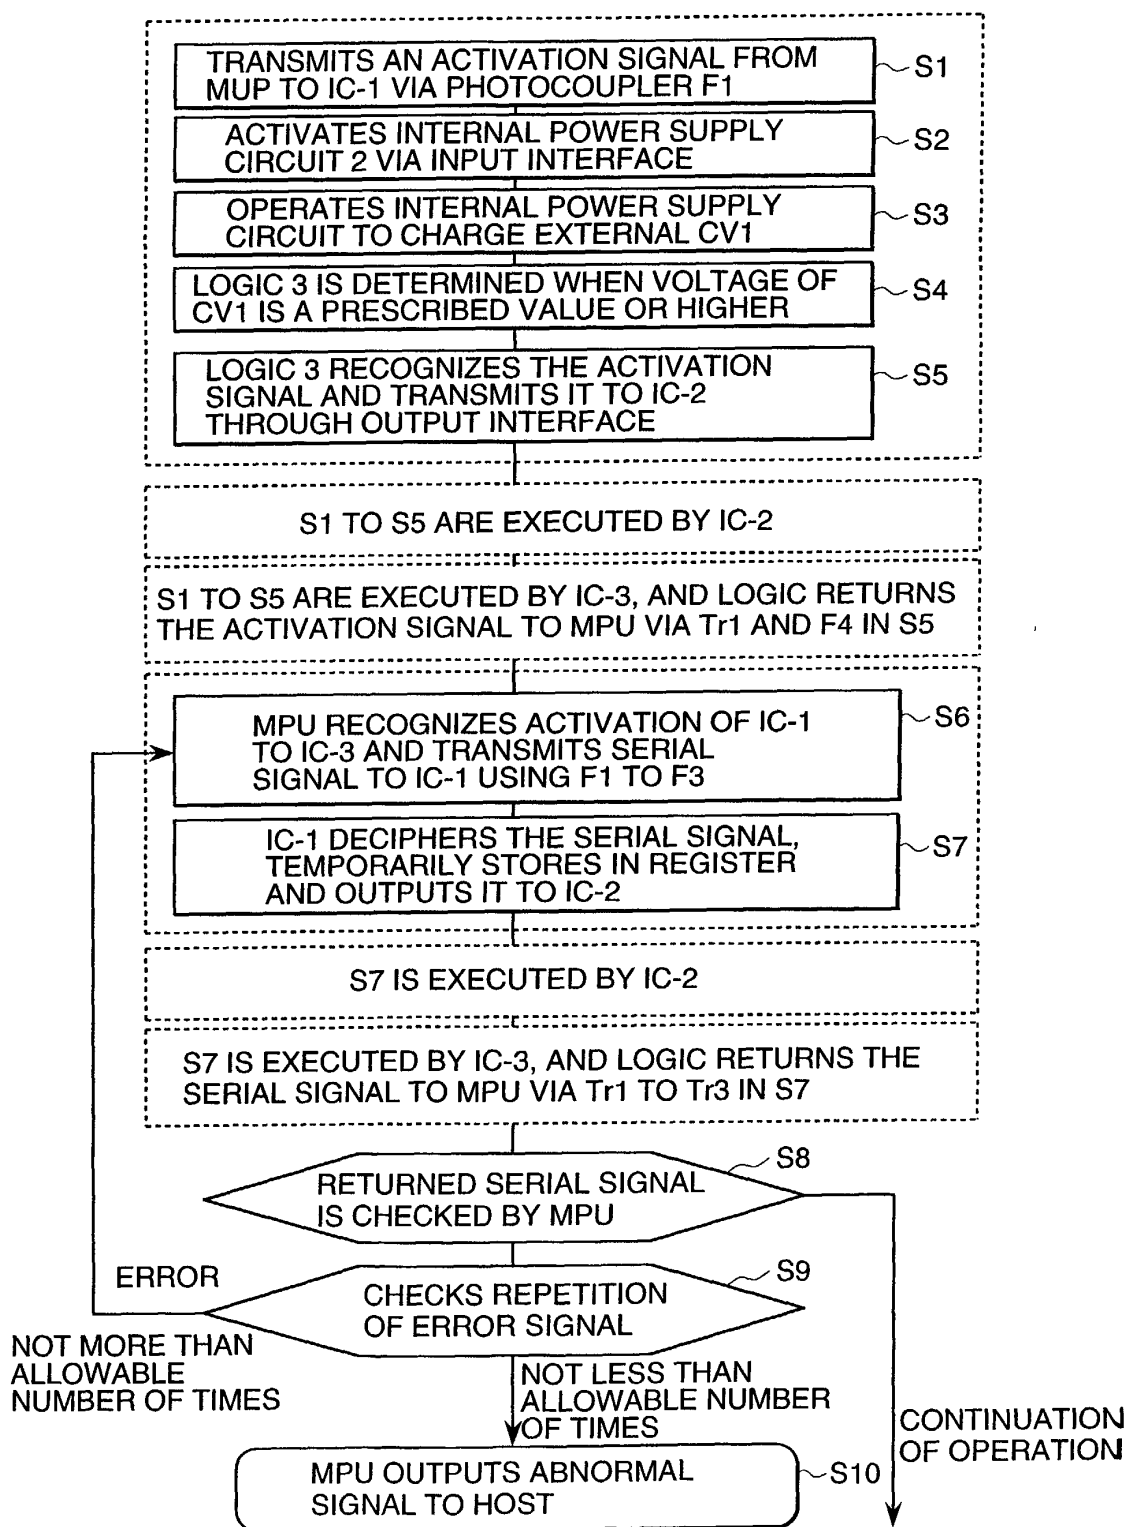 TRANSMITS AN ACTIVATION SIGNAL FROM
MUP TO IC-1 VIA PHOTOCOUPLER F1
S1
ACTIVATES INTERNAL POWER SUPPLY
CIRCUIT 2 VIA INPUT INTERFACE
S2
OPERATES INTERNAL POWER SUPPLY
CIRCUIT TO CHARGE EXTERNAL CV1
S3
LOGIC 3 IS DETERMINED WHEN VOLTAGE OF
CV1 IS A PRESCRIBED VALUE OR HIGHER
S4
LOGIC 3 RECOGNIZES THE ACTIVATION
SIGNAL AND TRANSMITS IT TO IC-2
THROUGH OUTPUT INTERFACE
S5
S1 TO S5 ARE EXECUTED BY IC-2
S1 TO S5 ARE EXECUTED BY IC-3, AND LOGIC RETURNS
THE ACTIVATION SIGNAL TO MPU VIA Tr1 AND F4 IN S5
MPU RECOGNIZES ACTIVATION OF IC-1
TO IC-3 AND TRANSMITS SERIAL
SIGNAL TO IC-1 USING F1 TO F3
S6
IC-1 DECIPHERS THE SERIAL SIGNAL,
TEMPORARILY STORES IN REGISTER
AND OUTPUTS IT TO IC-2
S7
S7 IS EXECUTED BY IC-2
S7 IS EXECUTED BY IC-3, AND LOGIC RETURNS THE
SERIAL SIGNAL TO MPU VIA Tr1 TO Tr3 IN S7
S8
RETURNED SERIAL SIGNAL
IS CHECKED BY MPU
S9
ERROR
CHECKS REPETITION
OF ERROR SIGNAL
NOT MORE THAN
ALLOWABLE
NUMBER OF TIMES
NOT LESS THAN
ALLOWABLE NUMBER
OF TIMES
CONTINUATION
OF OPERATION
MPU OUTPUTS ABNORMAL
SIGNAL TO HOST
S10